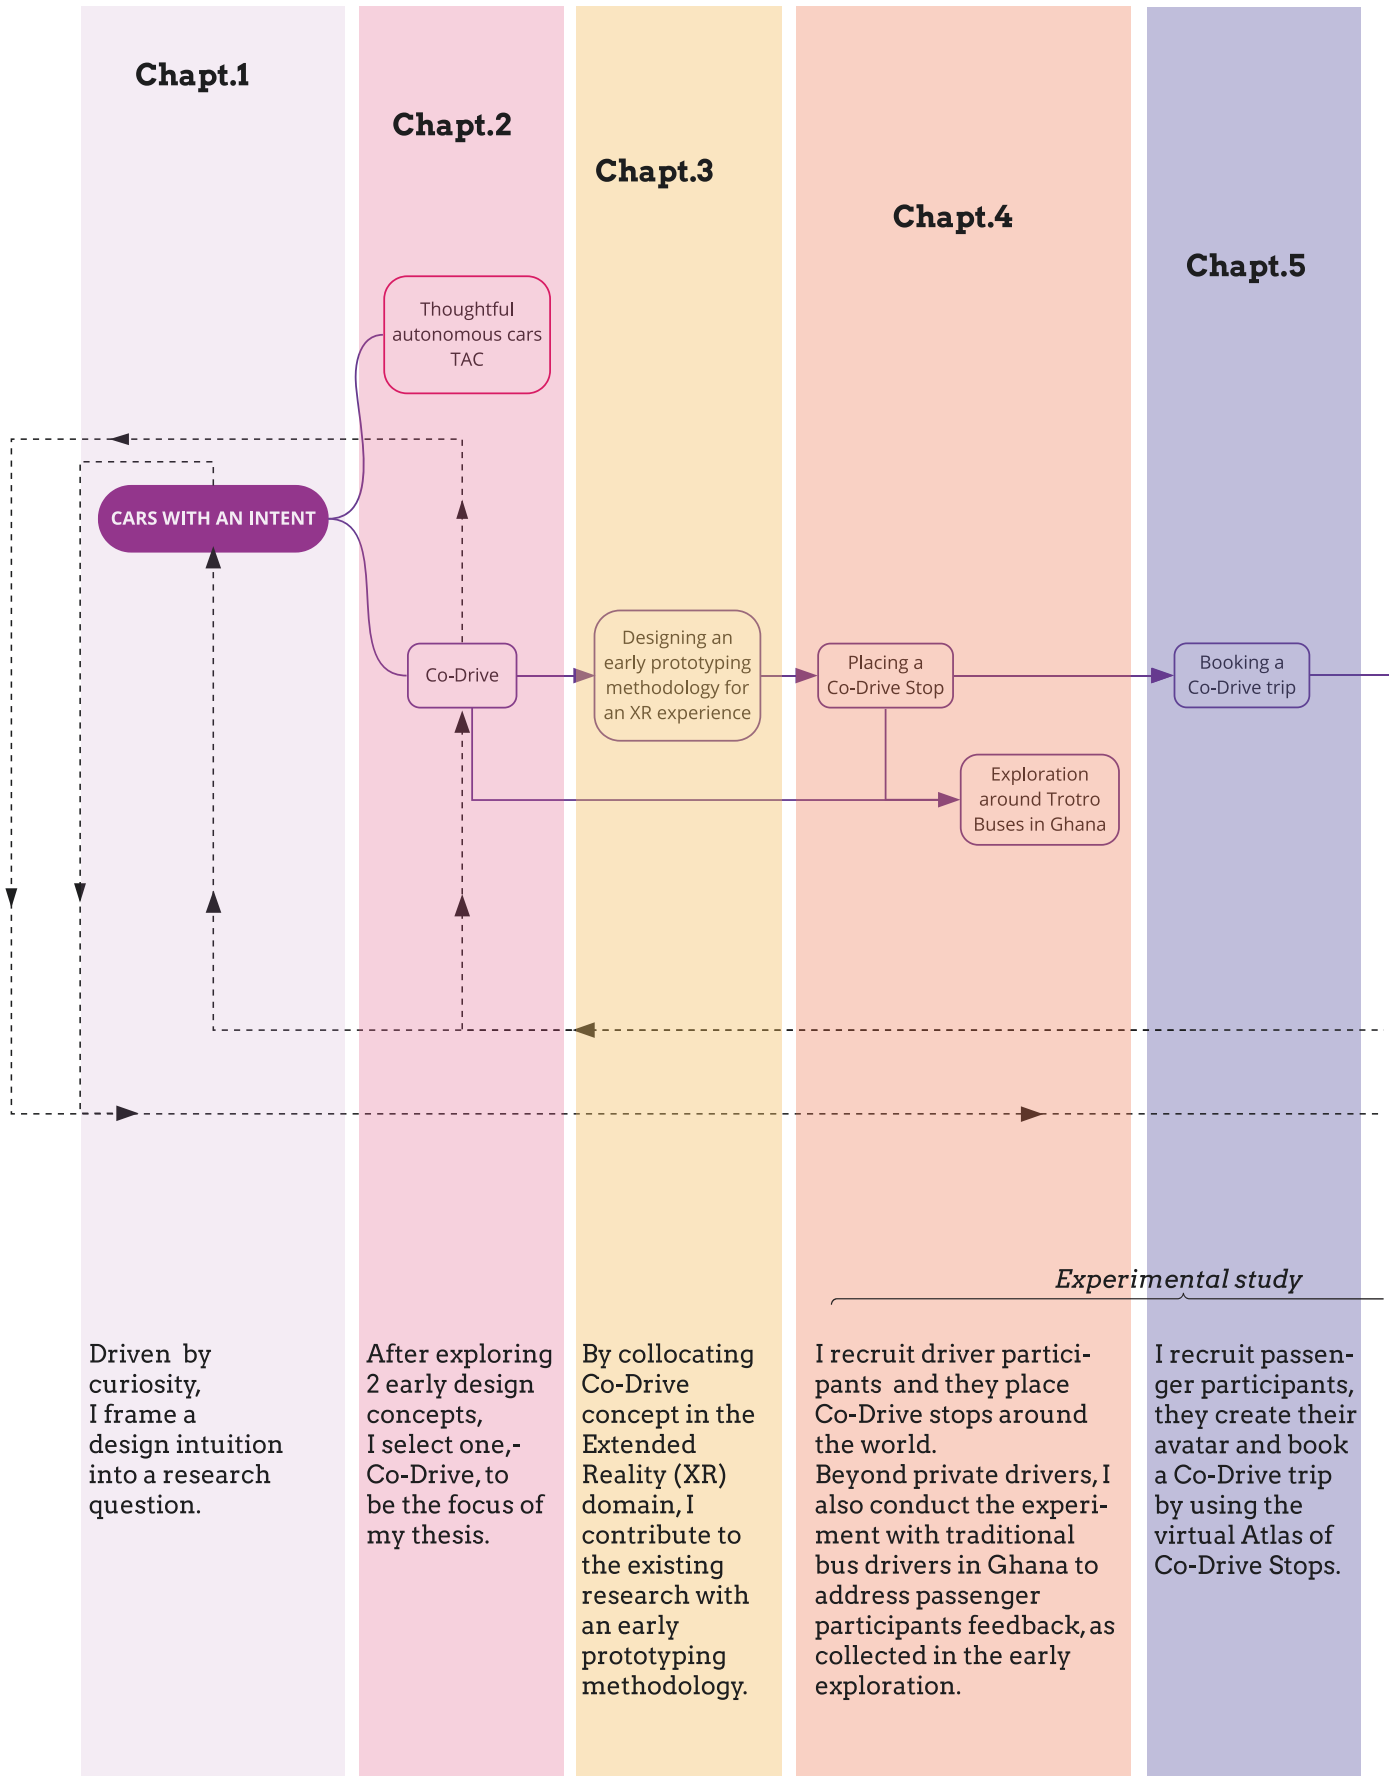 Chapt.1
Chapt.2
Chapt.3
Chapt.4
Chapt.5
Thoughtful
autonomous cars
TAC
CARS WITH AN INTENT
Co-Drive
Designing an
early prototyping
methodology for
an XR experience
Placing a
Co-Drive Stop
Booking a
Co-Drive trip
Exploration
around Trotro
Buses in Ghana
Experimental study
Driven by
curiosity,
I frame a
design intuition
into a research
question.
After exploring
2 early design
concepts,
I select one,-
Co-Drive, to
be the focus of
my thesis.
By collocating
Co-Drive
concept in the
Extended
Reality (XR)
domain, I
contribute to
the existing
research with
an early
prototyping
methodology.
I recruit driver partici-
pants and they place
Co-Drive stops around
the world.
Beyond private drivers, I
also conduct the experi-
ment with traditional
bus drivers in Ghana to
address passenger
participants feedback, as
collected in the early
exploration.
I recruit passen-
ger participants,
they create their
avatar and book
a Co-Drive trip
by using the
virtual Atlas of
Co-Drive Stops.